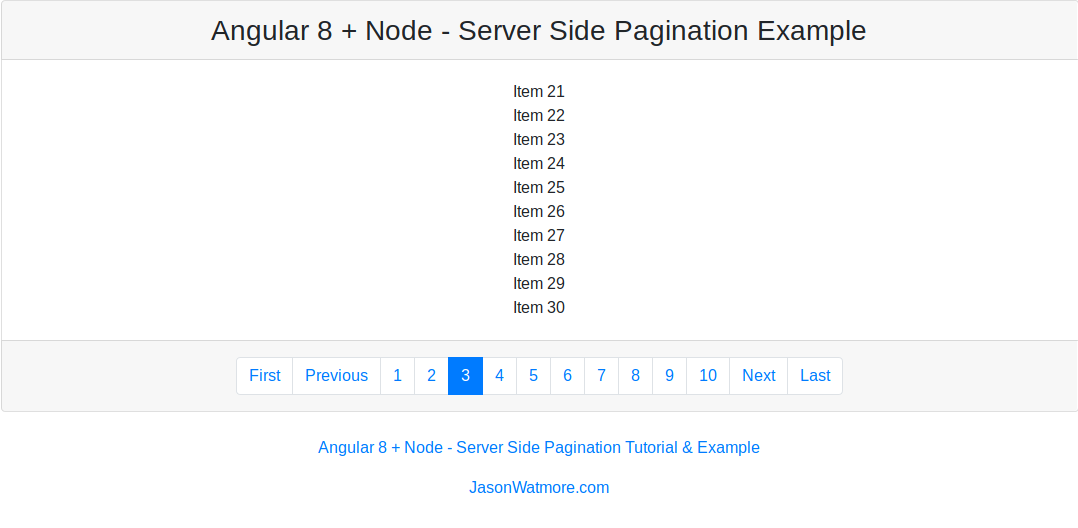 Angular 8 + Node - Server Side Pagination Example
Item 21
Item 22
Item 23
Item 24
Item 25
Item 26
Item 27
Item 28
Item 29
Item 30
First Previous 1 2 3 4 5 6 7 8 9 10 Next Last
Angular 8 + Node - Server Side Pagination Tutorial & Example
JasonWatmore.com